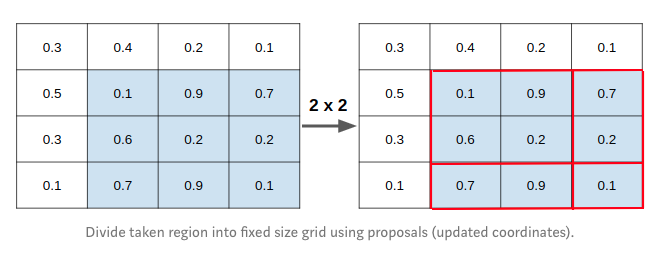 0.3 0.4 0.2 0.1 0.3 0.4 0.2 0.1
0.5 0.1 0.9 0.7 0.5 0.1 0.9 0.7
2 x 2
0.3 0.6 0.2 0.2 0.3 0.6 0.2 0.2
0.1 0.7 0.9 0.1 0.1 0.7 0.9 0.1
Divide taken region into fixed size grid using proposals (updated coordinates).